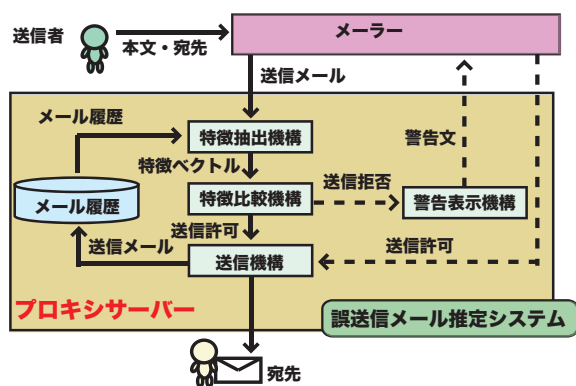 送信者
メーラー
本文・宛先
送信メール
メール履歴
特徴抽出機構
警告文
特徴ベクトル
送信拒否
メール履歴
特徴比較機構
警告表示機構
送信許可
送信メール
送信機構
送信許可
プロキシサーバー
誤送信メール推定システム
宛先